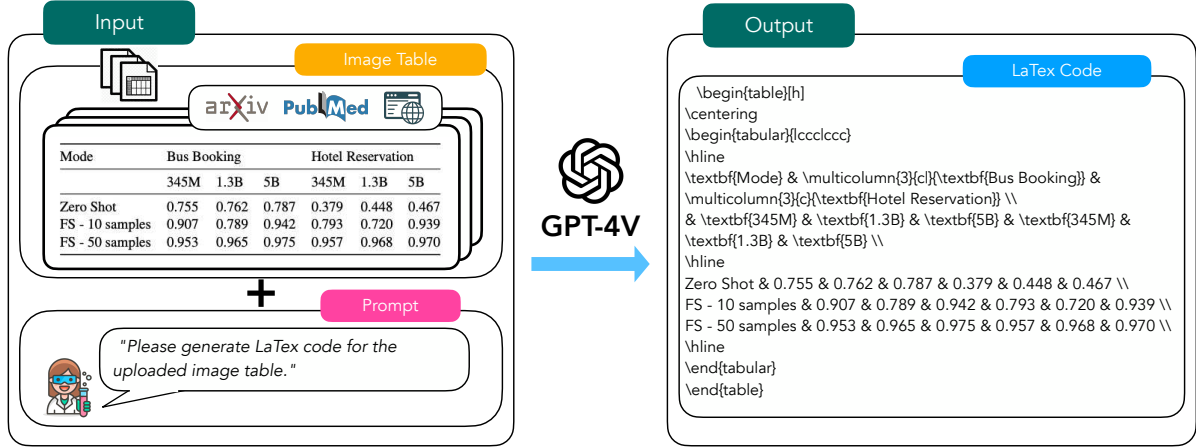 Input
Image Table
arXiv PubMed
Mode Bus Booking Hotel Reservation
345M 1.3B 5B 345M 1.3B 5B
Zero Shot 0.755 0.762 0.787 0.379 0.448 0.467
FS - 10 samples 0.907 0.789 0.942 0.793 0.720 0.939
FS - 50 samples 0.953 0.965 0.975 0.957 0.968 0.970
+
Prompt
"Please generate LaTex code for the
uploaded image table."
GPT-4V
Output
LaTex Code
\begin{table}[h]
\centering
\begin{tabular}{lccc|ccc}
\hline
\textbf{Mode} & \multicolumn{3}{c|}{\textbf{Bus Booking}} &
\multicolumn{3}{c}{\textbf{Hotel Reservation}} \\
& \textbf{345M} & \textbf{1.3B} & \textbf{5B} & \textbf{345M} &
\textbf{1.3B} & \textbf{5B} \\
\hline
Zero Shot & 0.755 & 0.762 & 0.787 & 0.379 & 0.448 & 0.467 \\
FS - 10 samples & 0.907 & 0.789 & 0.942 & 0.793 & 0.720 & 0.939 \\
FS - 50 samples & 0.953 & 0.965 & 0.975 & 0.957 & 0.968 & 0.970 \\
\hline
\end{tabular}
\end{table}